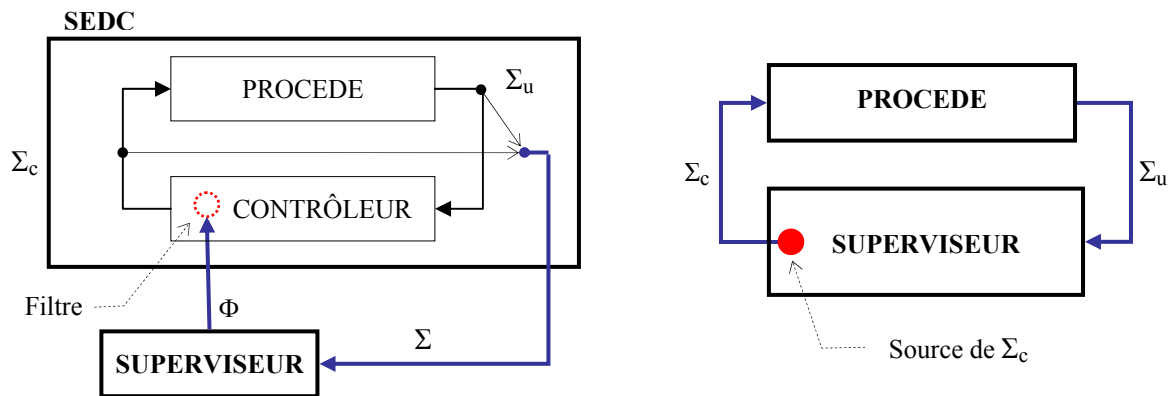 SEDC
PROCEDE
Σu
Σc
CONTRÔLEUR
Filtre
Φ
Σ
SUPERVISEUR
PROCEDE
Σc
Σu
SUPERVISEUR
Source de Σc